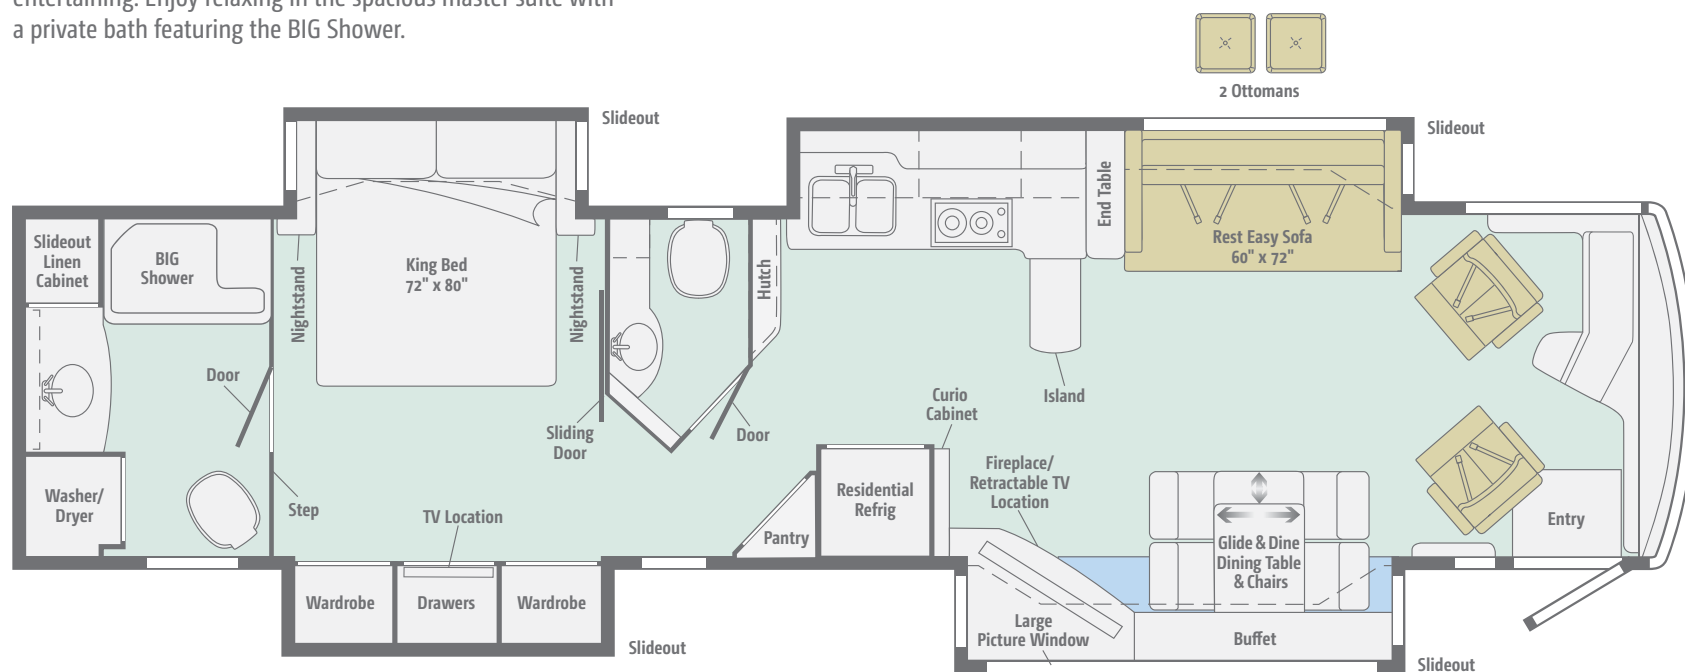 entertaining. Enjoy relaxing in the spacious master suite with
a private bath featuring the BIG Shower.
2 Ottomans
Slideout
Slideout
Slideout
Linen
Cabinet
BIG
Shower
Nightstand
King Bed
72" x 80"
Nightstand
Hutch
End Table
Rest Easy Sofa
60" x 72"
Door
Sliding
Door
Door
Island
Curio
Cabinet
Fireplace/
Retractable TV
Location
Washer/
Dryer
Step
TV Location
Pantry
Residential
Refrig
Glide & Dine
Dining Table
& Chairs
Entry
Wardrobe
Drawers
Wardrobe
Large
Picture Window
Buffet
Slideout
Slideout